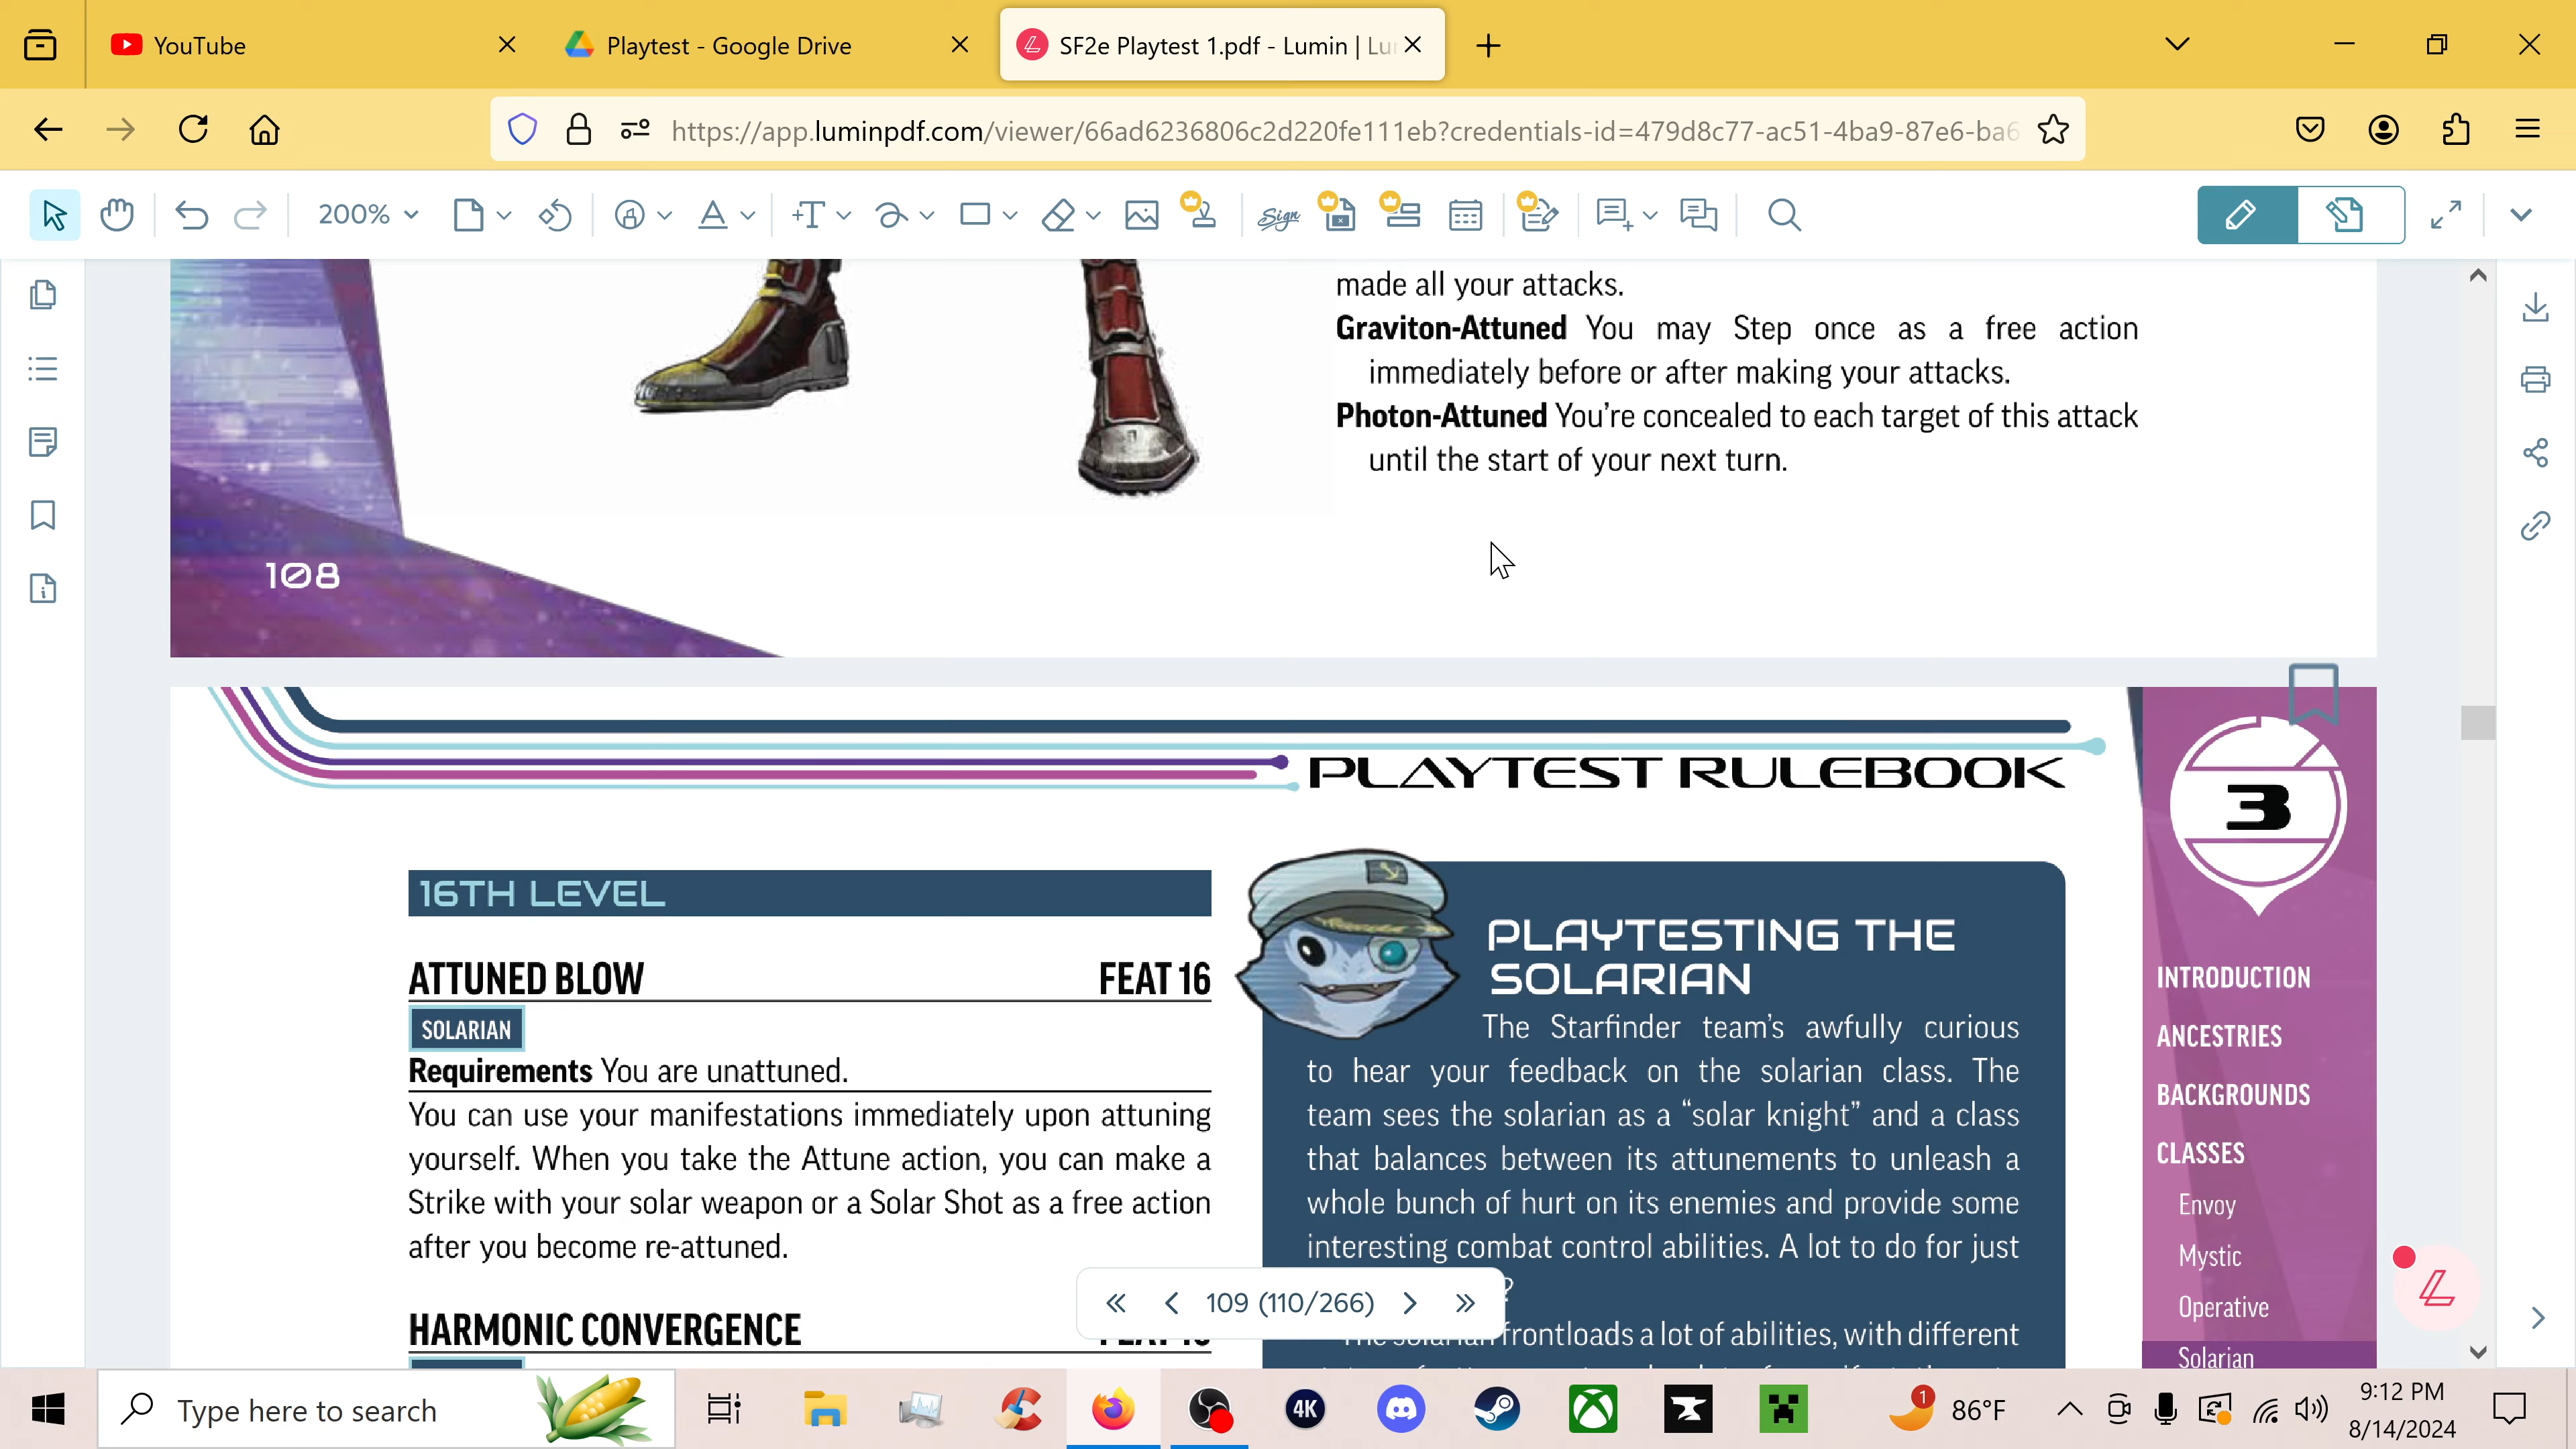 YouTube
Playtest - Google Drive
SF2e Playtest 1.pdf - Lumin | Lu
https://app.luminpdf.com/viewer/66ad6236806c2d220fe111eb?credentials-id=479d8c77-ac51-4ba9-87e6-ba6
200%
Sign
made all your attacks.
Graviton-Attuned You may Step once as a free action
immediately before or after making your attacks.
Photon-Attuned You're concealed to each target of this attack
until the start of your next turn.
108
PLAYTEST RULEBOOK
3
16TH LEVEL
ATTUNED BLOW FEAT 16
SOLARIAN
Requirements You are unattuned.
You can use your manifestations immediately upon attuning
yourself. When you take the Attune action, you can make a
Strike with your solar weapon or a Solar Shot as a free action
after you become re-attuned.
HARMONIC CONVERGENCE
PLAYTESTING THE
SOLARIAN
The Starfinder team's awfully curious
to hear your feedback on the solarian class. The
team sees the solarian as a “solar knight” and a class
that balances between its attunements to unleash a
whole bunch of hurt on its enemies and provide some
interesting combat control abilities. A lot to do for just
?
frontloads a lot of abilities, with different
INTRODUCTION
ANCESTRIES
BACKGROUNDS
CLASSES
Envoy
Mystic
Operative
Solarian
109 (110/266)
Type here to search
4K
1
86°F
9:12 PM
8/14/2024